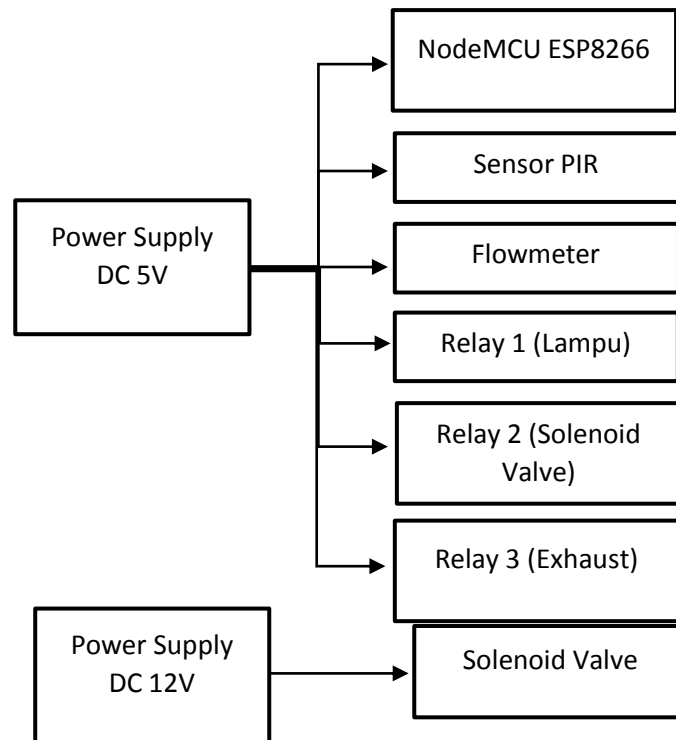 NodeMCU ESP8266
Sensor PIR
Power Supply
DC 5V
Flowmeter
Relay 1 (Lampu)
Relay 2 (Solenoid
Valve)
Relay 3 (Exhaust)
Power Supply
DC 12V
Solenoid Valve